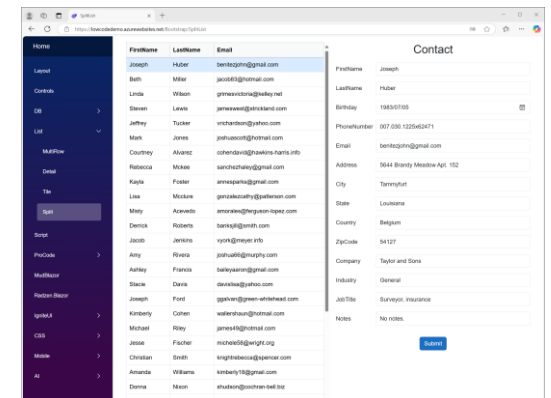 SplitList
https://lowcodedemo.azurewebsites.net/Bootstrap/SplitList
Home
Layout
Controls
DB
List
MultiRow
Detail
Tile
Split
Script
ProCode
MudBlazor
Radzen.Blazor
IgniteUI
CSS
Mobile
AI
FirstName LastName Email
Joseph Huber benitezjohn@gmail.com
Beth Miller jacob83@hotmail.com
Linda Wilson grimesvictoria@kelley.net
Steven Lewis jameswest@strickland.com
Jeffrey Tucker vrichardson@yahoo.com
Mark Jones joshuascott@hotmail.com
Courtney Alvarez cohendavid@hawkins-harris.info
Rebecca Mckee sanchezhaley@gmail.com
Kayla Foster annesparks@gmail.com
Lisa Mcclure gonzalezcathy@patterson.com
Misty Acevedo amorales@ferguson-lopez.com
Derrick Roberts banksjill@smith.com
Jacob Jenkins vyork@meyer.info
Amy Rivera joshua66@murphy.com
Ashley Francis baileyaaron@gmail.com
Stacie Davis davislisa@yahoo.com
Joseph Ford ggalvan@green-whitehead.com
Kimberly Cohen wallershaun@hotmail.com
Michael Riley james49@hotmail.com
Jesse Fischer michele58@wright.org
Christian Smith knightrebecca@spencer.com
Amanda Williams kimberly18@gmail.com
Donna Nixon shudson@cochran-bell.biz
Contact
FirstName Joseph
LastName Huber
Birthday 1983/07/05
PhoneNumber 007.030.1225x62471
Email benitezjohn@gmail.com
Address 5644 Brandy Meadow Apt. 152
City Tammyfurt
State Louisiana
Country Belgium
ZipCode 54127
Company Taylor and Sons
Industry General
JobTitle Surveyor, insurance
Notes No notes.
Submit